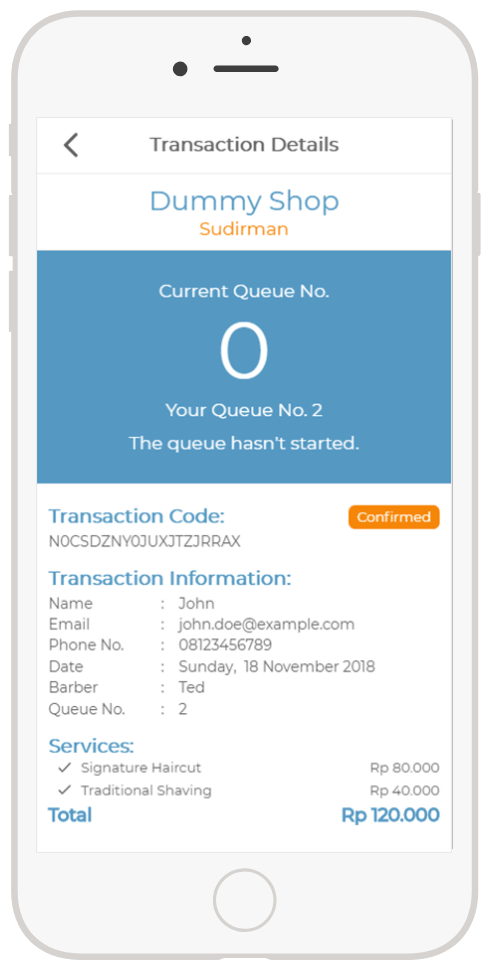 Transaction Details
Dummy Shop
Sudirman
Current Queue No.
0
Your Queue No. 2
The queue hasn't started.
Transaction Code:
Confirmed
N0CSDZNY0JUXJTZJRRAX
Transaction Information:
Name : John
Email : john.doe@example.com
Phone No. : 08123456789
Date : Sunday, 18 November 2018
Barber : Ted
Queue No. : 2
Services:
Signature Haircut Rp 80.000
Traditional Shaving Rp 40.000
Total Rp 120.000